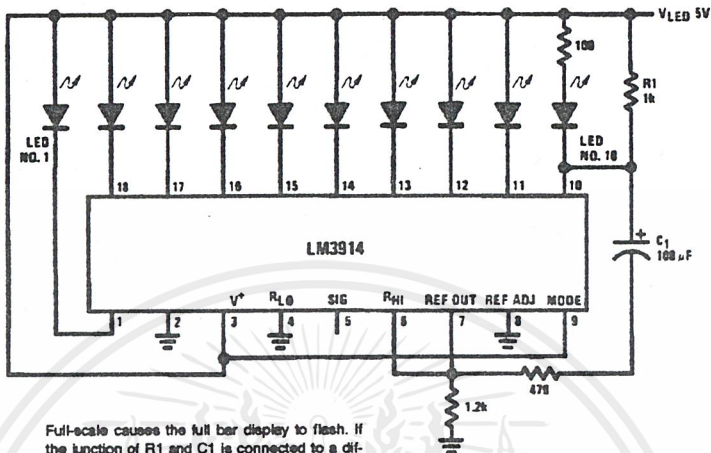 VLED 5V
100
R1
1k
LED
NO. 1
LED
NO. 10
18 17 16 15 14 13 12 11 10
LM3914
C1
100 µF
+
V+ RLO SIG RHI REF OUT REF ADJ MODE
1 2 3 4 5 6 7 8 9
470
1.2k
Full-scale causes the full bar display to flash. If
the junction of R1 and C1 is connected to a dif-